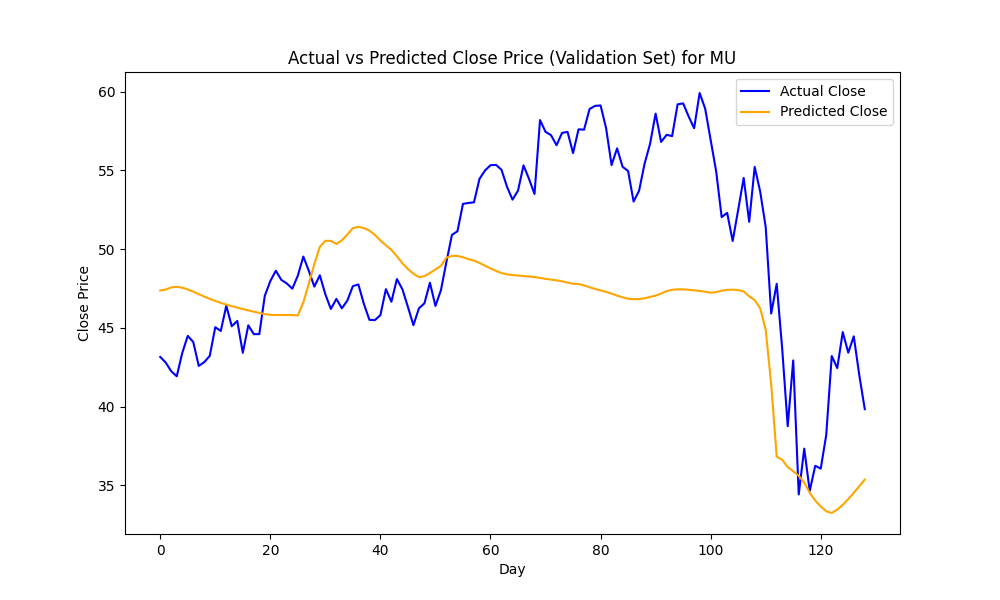 Actual vs Predicted Close Price (Validation Set) for MU
Actual Close
Predicted Close
Close Price
60
55
50
45
40
35
0 20 40 60 80 100 120
Day